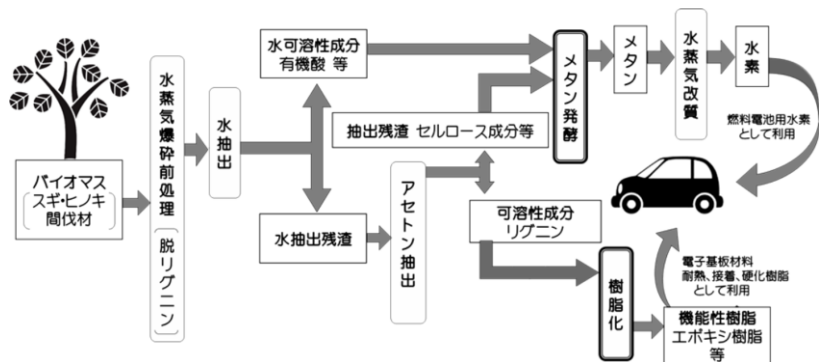 バイオマス
スギ・ヒノキ
間伐材
水蒸気爆砕前処理
脱リグニン
水抽出
水可溶性成分
有機酸 等
水抽出残渣
アセトン抽出
抽出残渣 セルロース成分等
可溶性成分
リグニン
メタン発酵
メタン
水蒸気改質
水素
燃料電池用水素
として利用
樹脂化
機能性樹脂
エポキシ樹脂
等
電子基板材料
耐熱、接着、硬化樹脂
として利用